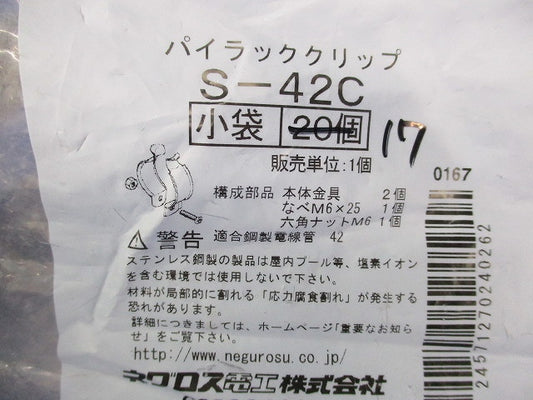 パイラッククリップ
S-42C
小袋 20個 17
販売単位:1個
0167
構成部品 本体金具 2個
なべM6×25 1個
六角ナットM6 1個
⚠警告 適合鋼製電線管 42
ステンレス鋼製の製品は屋内プール等、塩素イオン
を含む環境では使用しないで下さい。
材料が局部的に割れる「応力腐食割れ」が発生する
恐れがあります。
詳細につきましては、ホームページ「重要なお知ら
せ」をご覧下さい。
http://www.negurosu.co.jp/
ネグロス電工株式会社
24571270240262